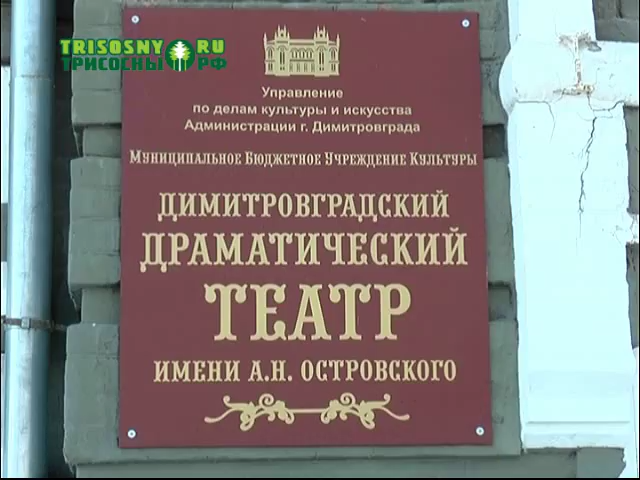 TRISOSNY.RU
ТРИСОСНЫ.РФ
Управление
по делам культуры и искусства
Администрации г. Димитровграда
Муниципальное Бюджетное Учреждение Культуры
ДИМИТРОВГРАДСКИЙ
ДРАМАТИЧЕСКИЙ
ТЕАТР
ИМЕНИ А.Н. ОСТРОВСКОГО